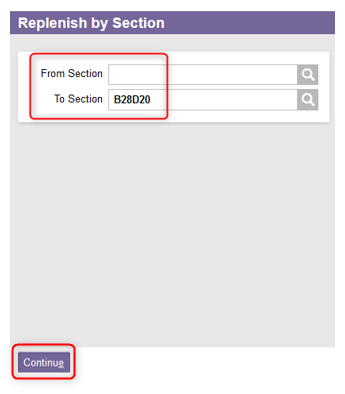 Replenish by Section
From Section
To Section B28D20
Continue